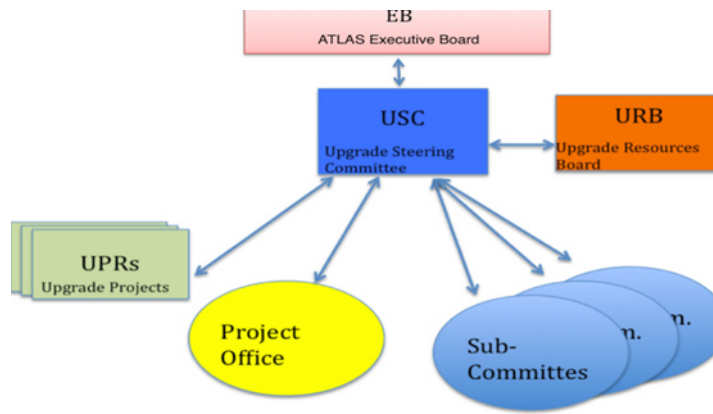 EB
ATLAS Executive Board
USC
Upgrade Steering
Committee
URB
Upgrade Resources
Board
UPRs
Upgrade Projects
Project
Office
Sub-
Committes
m.
m.